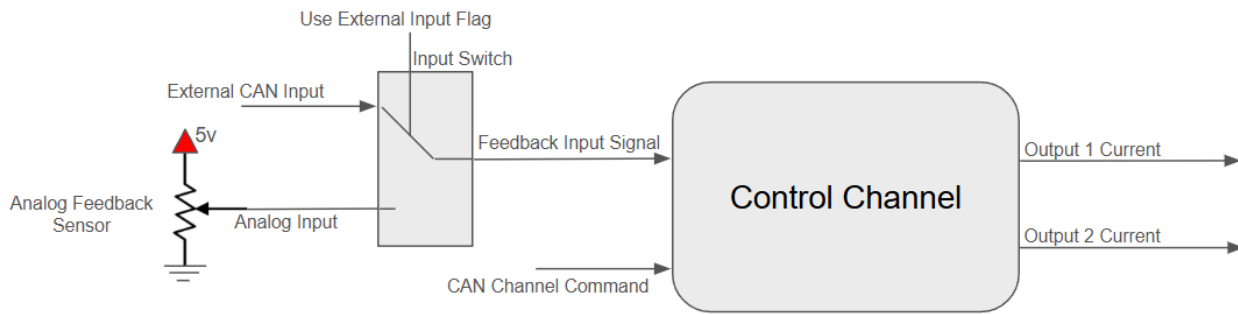 Use External Input Flag
Input Switch
External CAN Input
5v
Feedback Input Signal
Output 1 Current
Control Channel
Analog Feedback
Sensor
Analog Input
Output 2 Current
CAN Channel Command